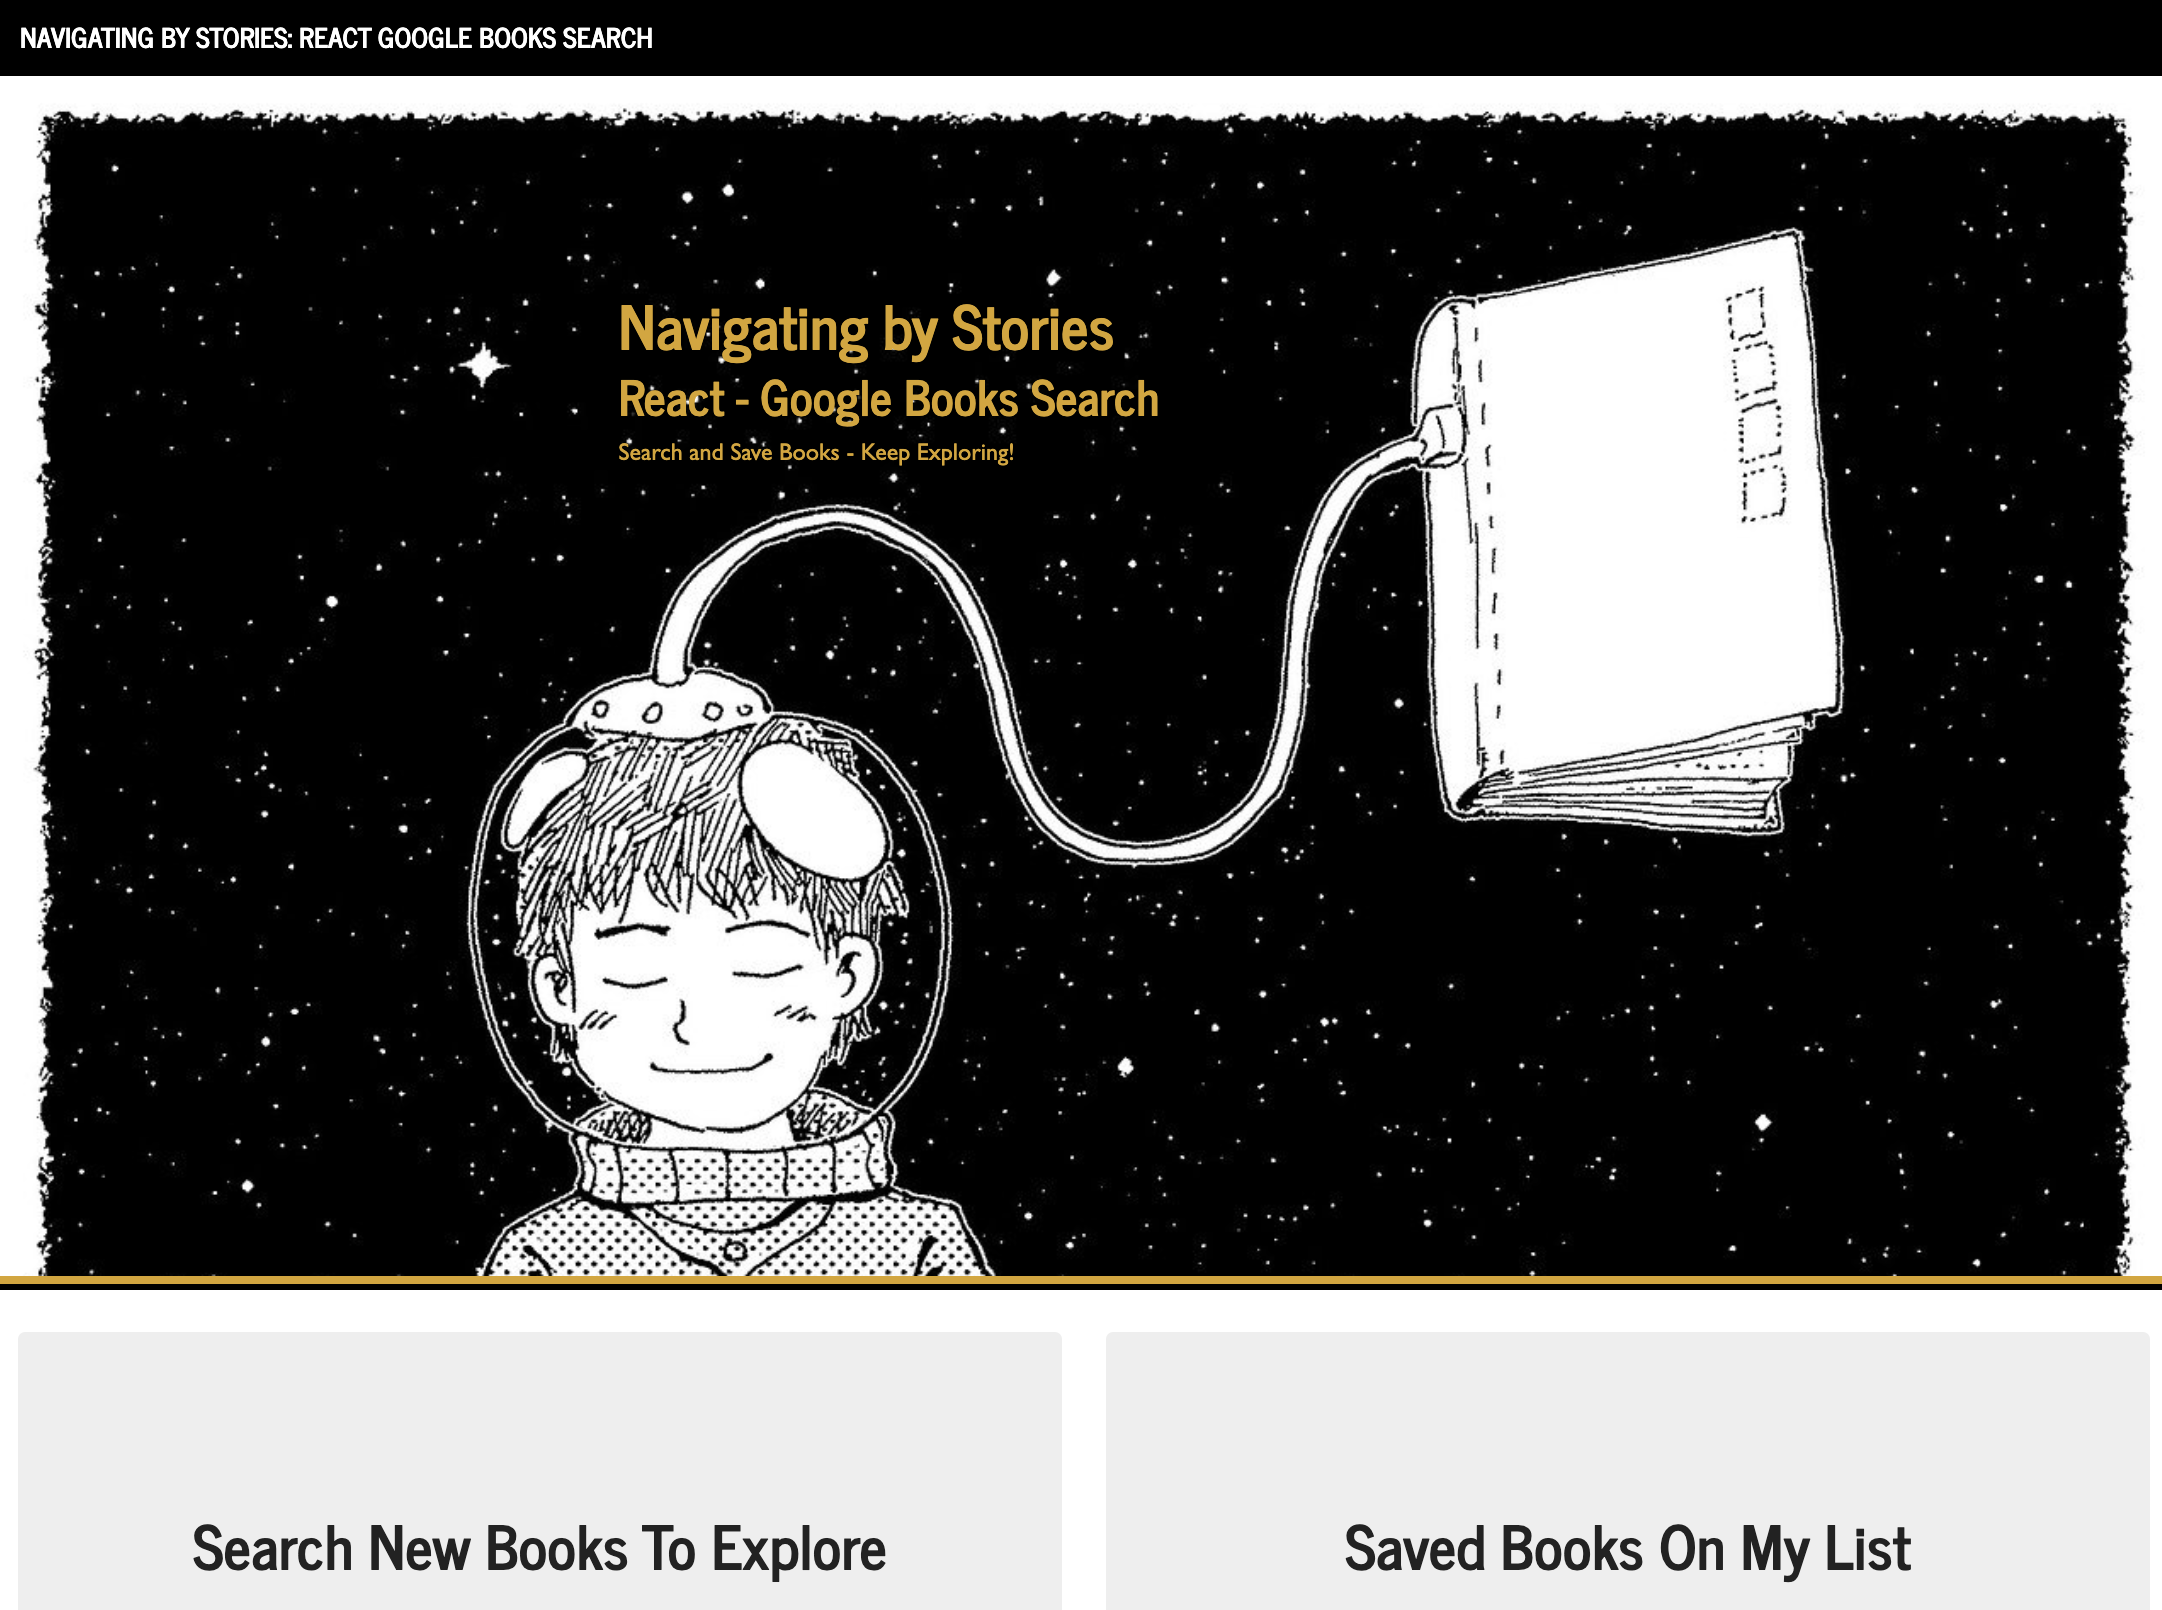 NAVIGATING BY STORIES: REACT GOOGLE BOOKS SEARCH
Navigating by Stories
React - Google Books Search
Search and Save Books - Keep Exploring!
Search New Books To Explore
Saved Books On My List